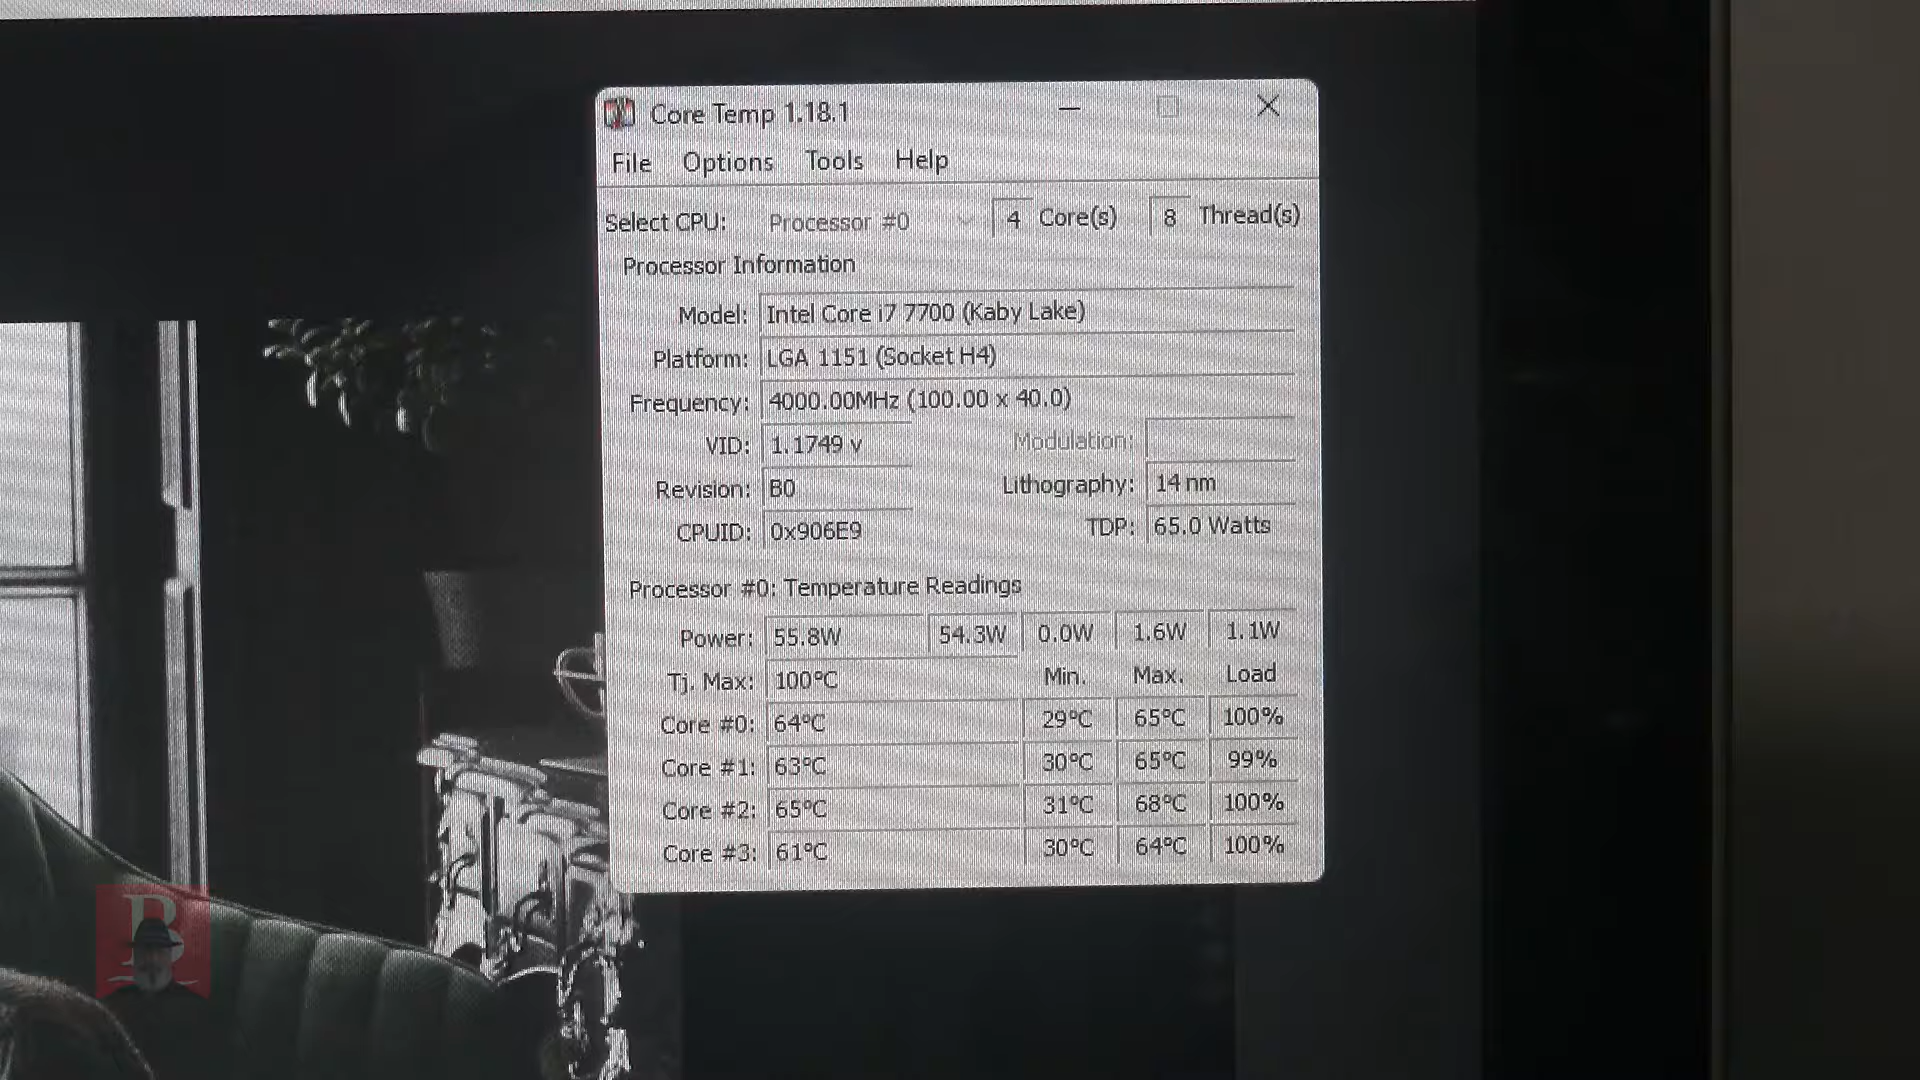 Core Temp 1.18.1
File Options Tools Help
Select CPU: Processor #0 4 Core(s) 8 Thread(s)
Processor Information
Model: Intel Core i7 7700 (Kaby Lake)
Platform: LGA 1151 (Socket H4)
Frequency: 4000.00MHz (100.00 x 40.0)
VID: 1.1749 v Modulation:
Revision: B0 Lithography: 14 nm
CPUID: 0x906E9 TDP: 65.0 Watts
Processor #0: Temperature Readings
Power: 55.8W 54.3W 0.0W 1.6W 1.1W
Tj. Max: 100°C Min. Max. Load
Core #0: 64°C 29°C 65°C 100%
Core #1: 63°C 30°C 65°C 99%
Core #2: 65°C 31°C 68°C 100%
Core #3: 61°C 30°C 64°C 100%
B